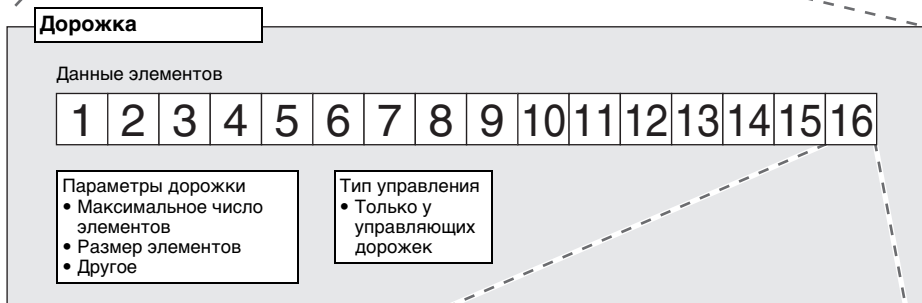 Дорожка
Данные элементов
1 2 3 4 5 6 7 8 9 10 11 12 13 14 15 16
Параметры дорожки
• Максимальное число
элементов
• Размер элементов
• Другое
Тип управления
• Только у
управляющих
дорожек